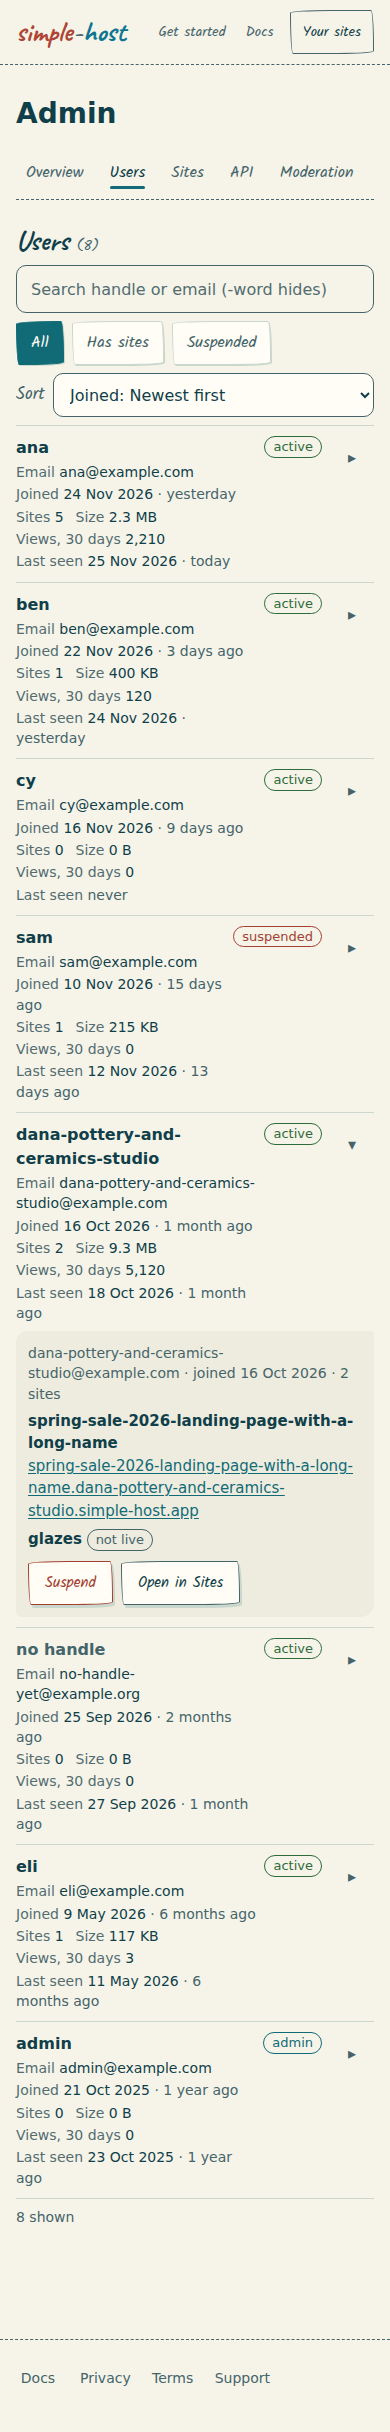 simple-host Get started Docs Your sites
Admin
Overview Users Sites API Moderation
Users (8)
Search handle or email (-word hides)
All Has sites Suspended
Sort Joined: Newest first
ana active ▸
Email ana@example.com
Joined 24 Nov 2026 · yesterday
Sites 5 Size 2.3 MB
Views, 30 days 2,210
Last seen 25 Nov 2026 · today
ben active ▸
Email ben@example.com
Joined 22 Nov 2026 · 3 days ago
Sites 1 Size 400 KB
Views, 30 days 120
Last seen 24 Nov 2026 ·
yesterday
cy active ▸
Email cy@example.com
Joined 16 Nov 2026 · 9 days ago
Sites 0 Size 0 B
Views, 30 days 0
Last seen never
sam suspended ▸
Email sam@example.com
Joined 10 Nov 2026 · 15 days
ago
Sites 1 Size 215 KB
Views, 30 days 0
Last seen 12 Nov 2026 · 13
days ago
dana-pottery-and- active ▾
ceramics-studio
Email dana-pottery-and-ceramics-
studio@example.com
Joined 16 Oct 2026 · 1 month ago
Sites 2 Size 9.3 MB
Views, 30 days 5,120
Last seen 18 Oct 2026 · 1 month
ago
dana-pottery-and-ceramics-
studio@example.com · joined 16 Oct 2026 · 2
sites
spring-sale-2026-landing-page-with-a-
long-name
spring-sale-2026-landing-page-with-a-long-
name.dana-pottery-and-ceramics-
studio.simple-host.app
glazes not live
Suspend Open in Sites
no handle active ▸
Email no-handle-
yet@example.org
Joined 25 Sep 2026 · 2 months
ago
Sites 0 Size 0 B
Views, 30 days 0
Last seen 27 Sep 2026 · 1 month
ago
eli active ▸
Email eli@example.com
Joined 9 May 2026 · 6 months ago
Sites 1 Size 117 KB
Views, 30 days 3
Last seen 11 May 2026 · 6
months ago
admin admin ▸
Email admin@example.com
Joined 21 Oct 2025 · 1 year ago
Sites 0 Size 0 B
Views, 30 days 0
Last seen 23 Oct 2025 · 1 year
ago
8 shown
Docs Privacy Terms Support